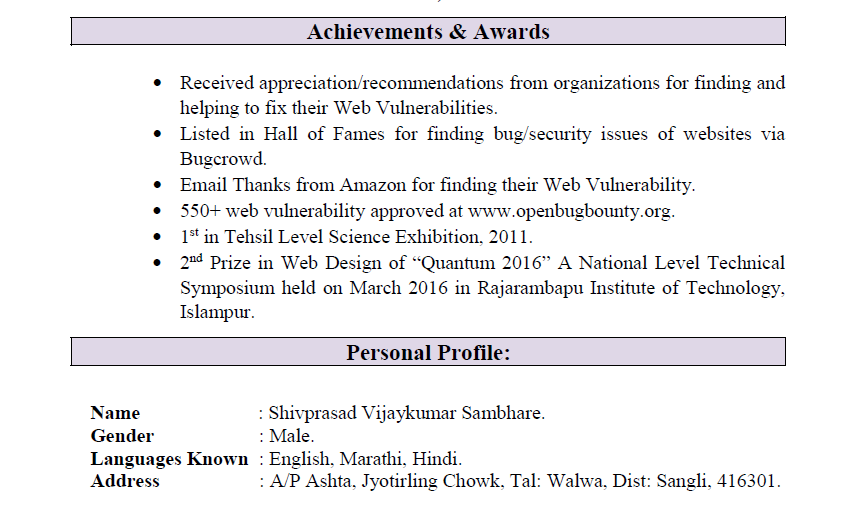 Achievements & Awards
• Received appreciation/recommendations from organizations for finding and
helping to fix their Web Vulnerabilities.
• Listed in Hall of Fames for finding bug/security issues of websites via
Bugcrowd.
• Email Thanks from Amazon for finding their Web Vulnerability.
• 550+ web vulnerability approved at www.openbugbounty.org.
• 1st in Tehsil Level Science Exhibition, 2011.
• 2nd Prize in Web Design of “Quantum 2016” A National Level Technical
Symposium held on March 2016 in Rajarambapu Institute of Technology,
Islampur.
Personal Profile:
Name : Shivprasad Vijaykumar Sambhare.
Gender : Male.
Languages Known : English, Marathi, Hindi.
Address : A/P Ashta, Jyotirling Chowk, Tal: Walwa, Dist: Sangli, 416301.